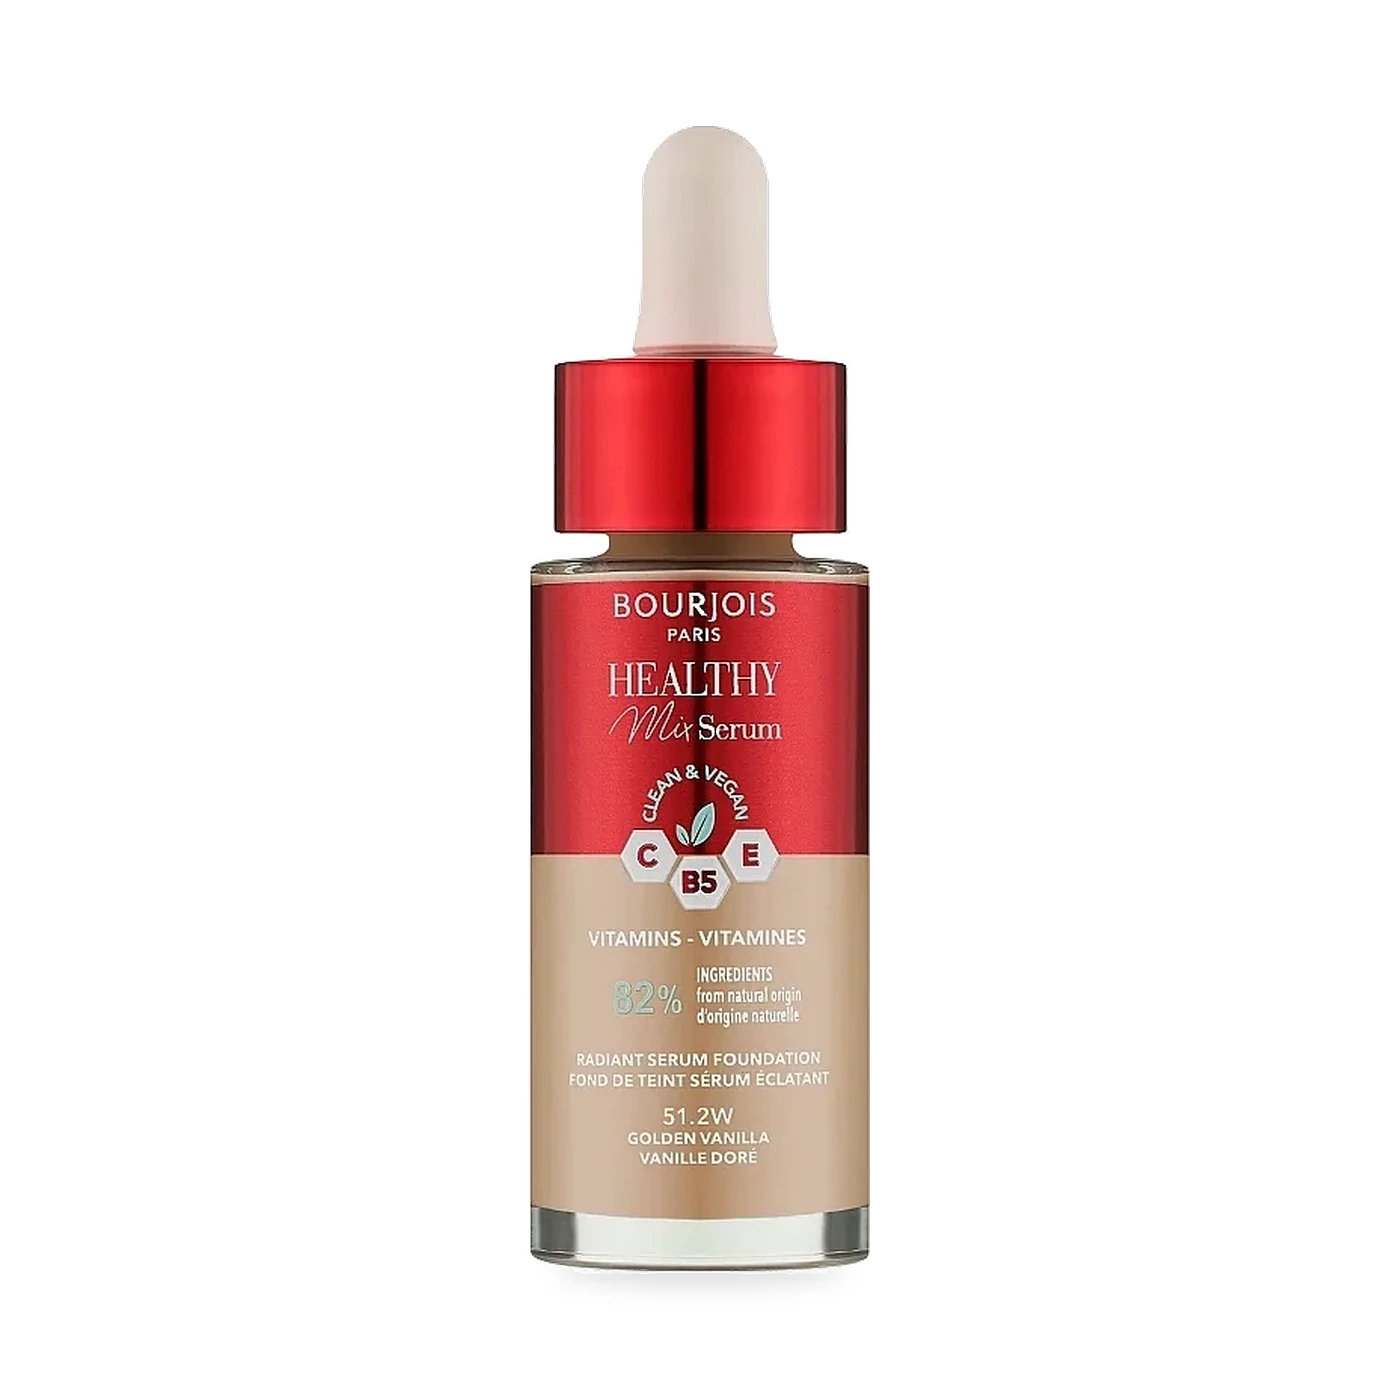 BOURJOIS
PARIS
HEALTHY
Mix Serum
CLEAN & VEGAN
C B5 E
VITAMINS - VITAMINES
82%
INGREDIENTS
from natural origin
d'origine naturelle
RADIANT SERUM FOUNDATION
FOND DE TEINT SÉRUM ÉCLATANT
51.2W
GOLDEN VANILLA
VANILLE DORÉ